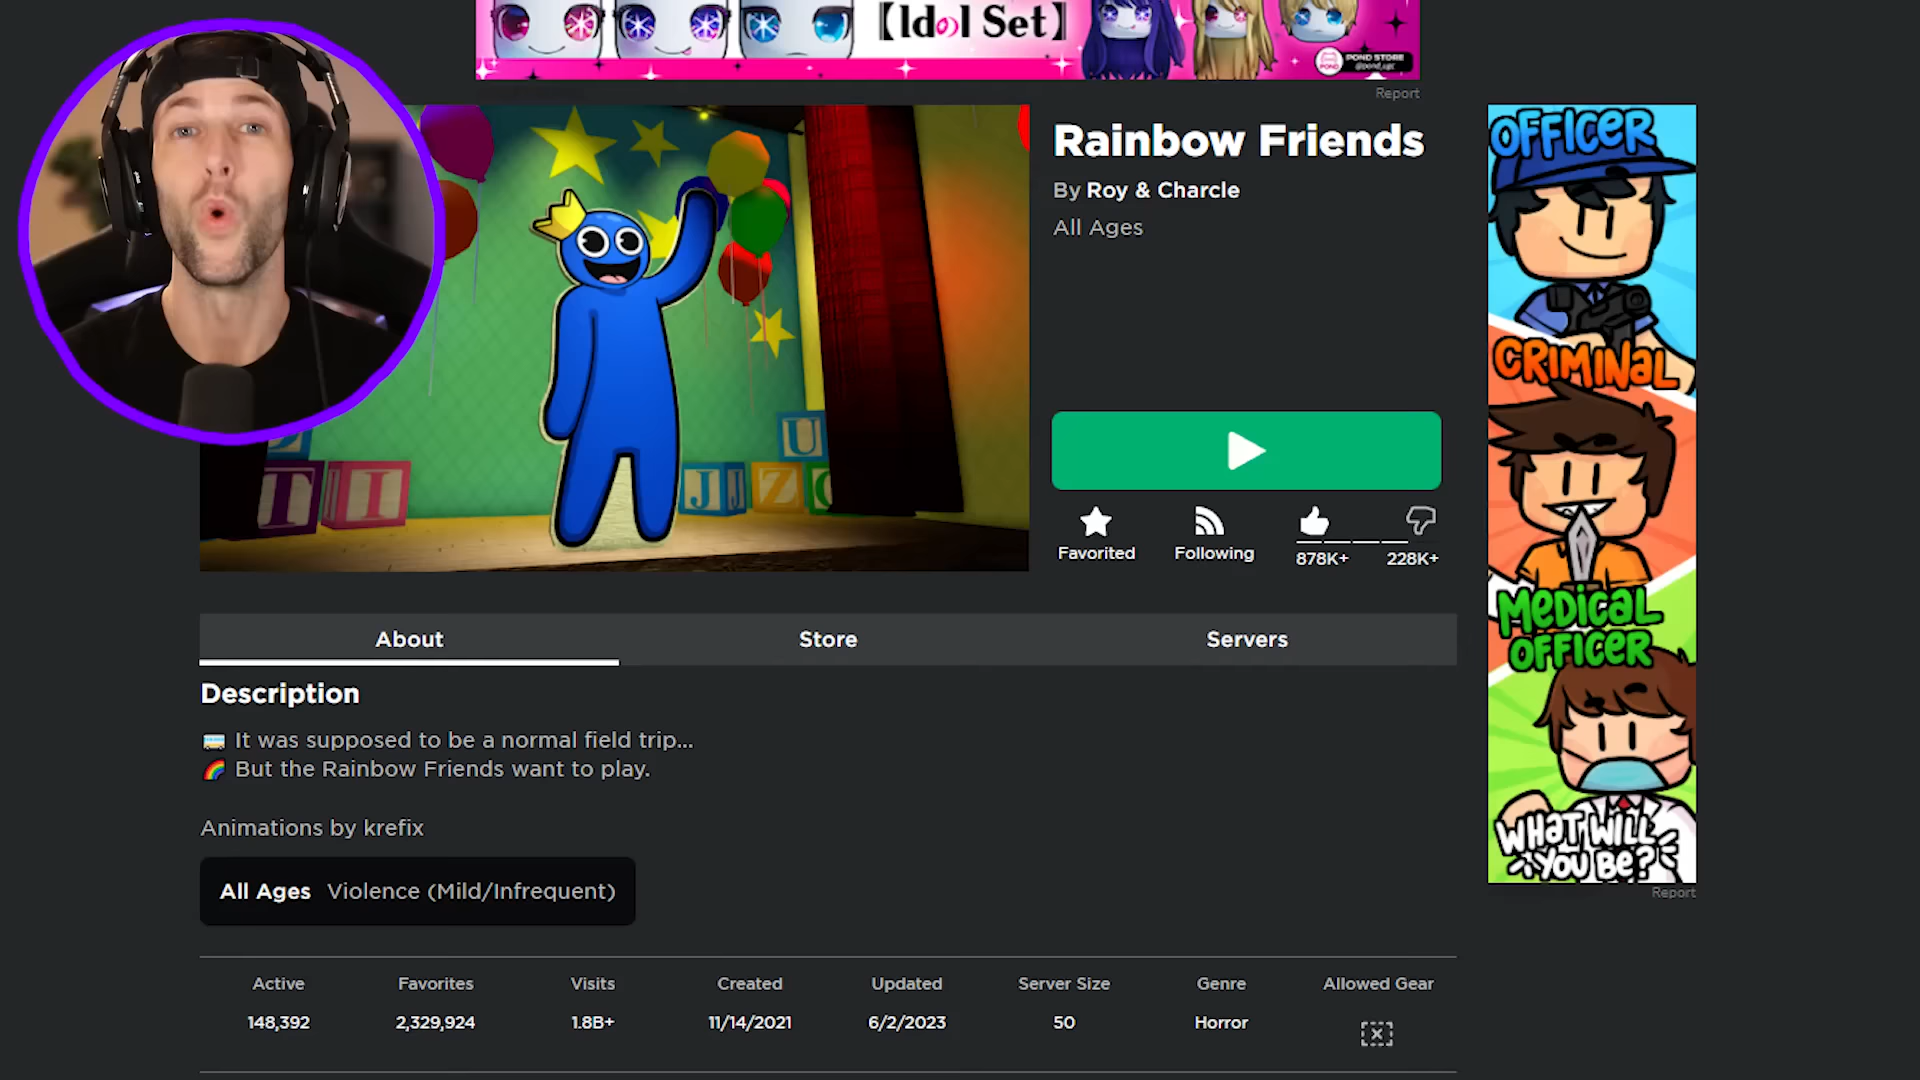 【Idol Set】
POND
POND STORE
@pond_ugc
Report
Rainbow Friends
By Roy & Charcle
All Ages
Favorited
Following
878K+
228K+
T
I
U
J
J
Z
About
Store
Servers
Description
It was supposed to be a normal field trip...
But the Rainbow Friends want to play.
Animations by krefix
All Ages Violence (Mild/Infrequent)
Active Favorites Visits Created Updated Server Size Genre Allowed Gear
148,392 2,329,924 1.8B+ 11/14/2021 6/2/2023 50 Horror
OFFICER
CRIMINAL
MEDICAL
OFFICER
WHAT WILL
YOU BE?
Report